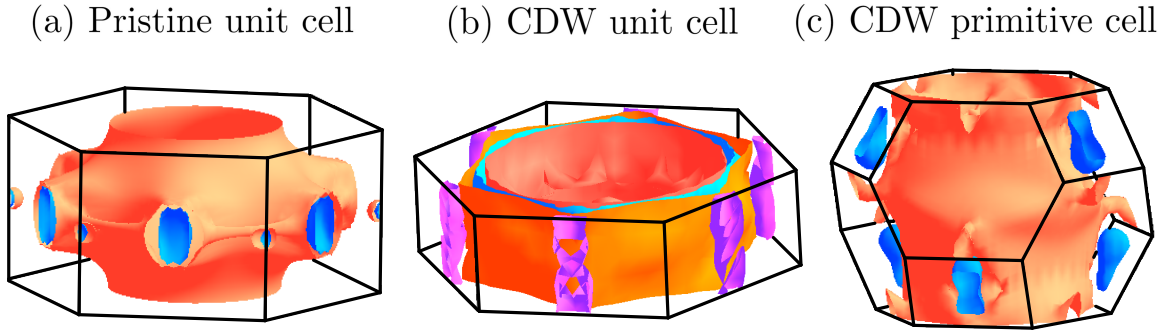 (a) Pristine unit cell
(b) CDW unit cell
(c) CDW primitive cell